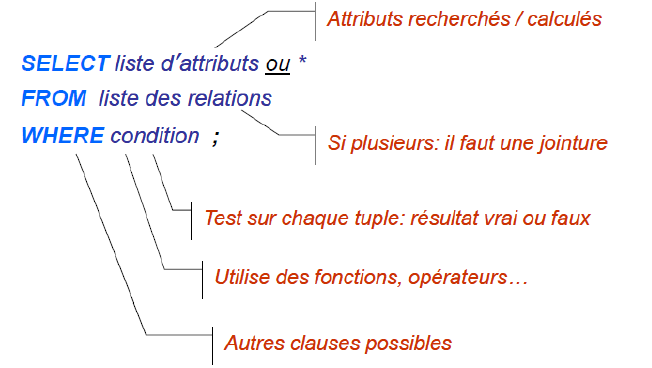 Attributs recherchés / calculés
SELECT liste d'attributs ou *
FROM liste des relations
WHERE condition ;
Si plusieurs: il faut une jointure
Test sur chaque tuple: résultat vrai ou faux
Utilise des fonctions, opérateurs…
Autres clauses possibles